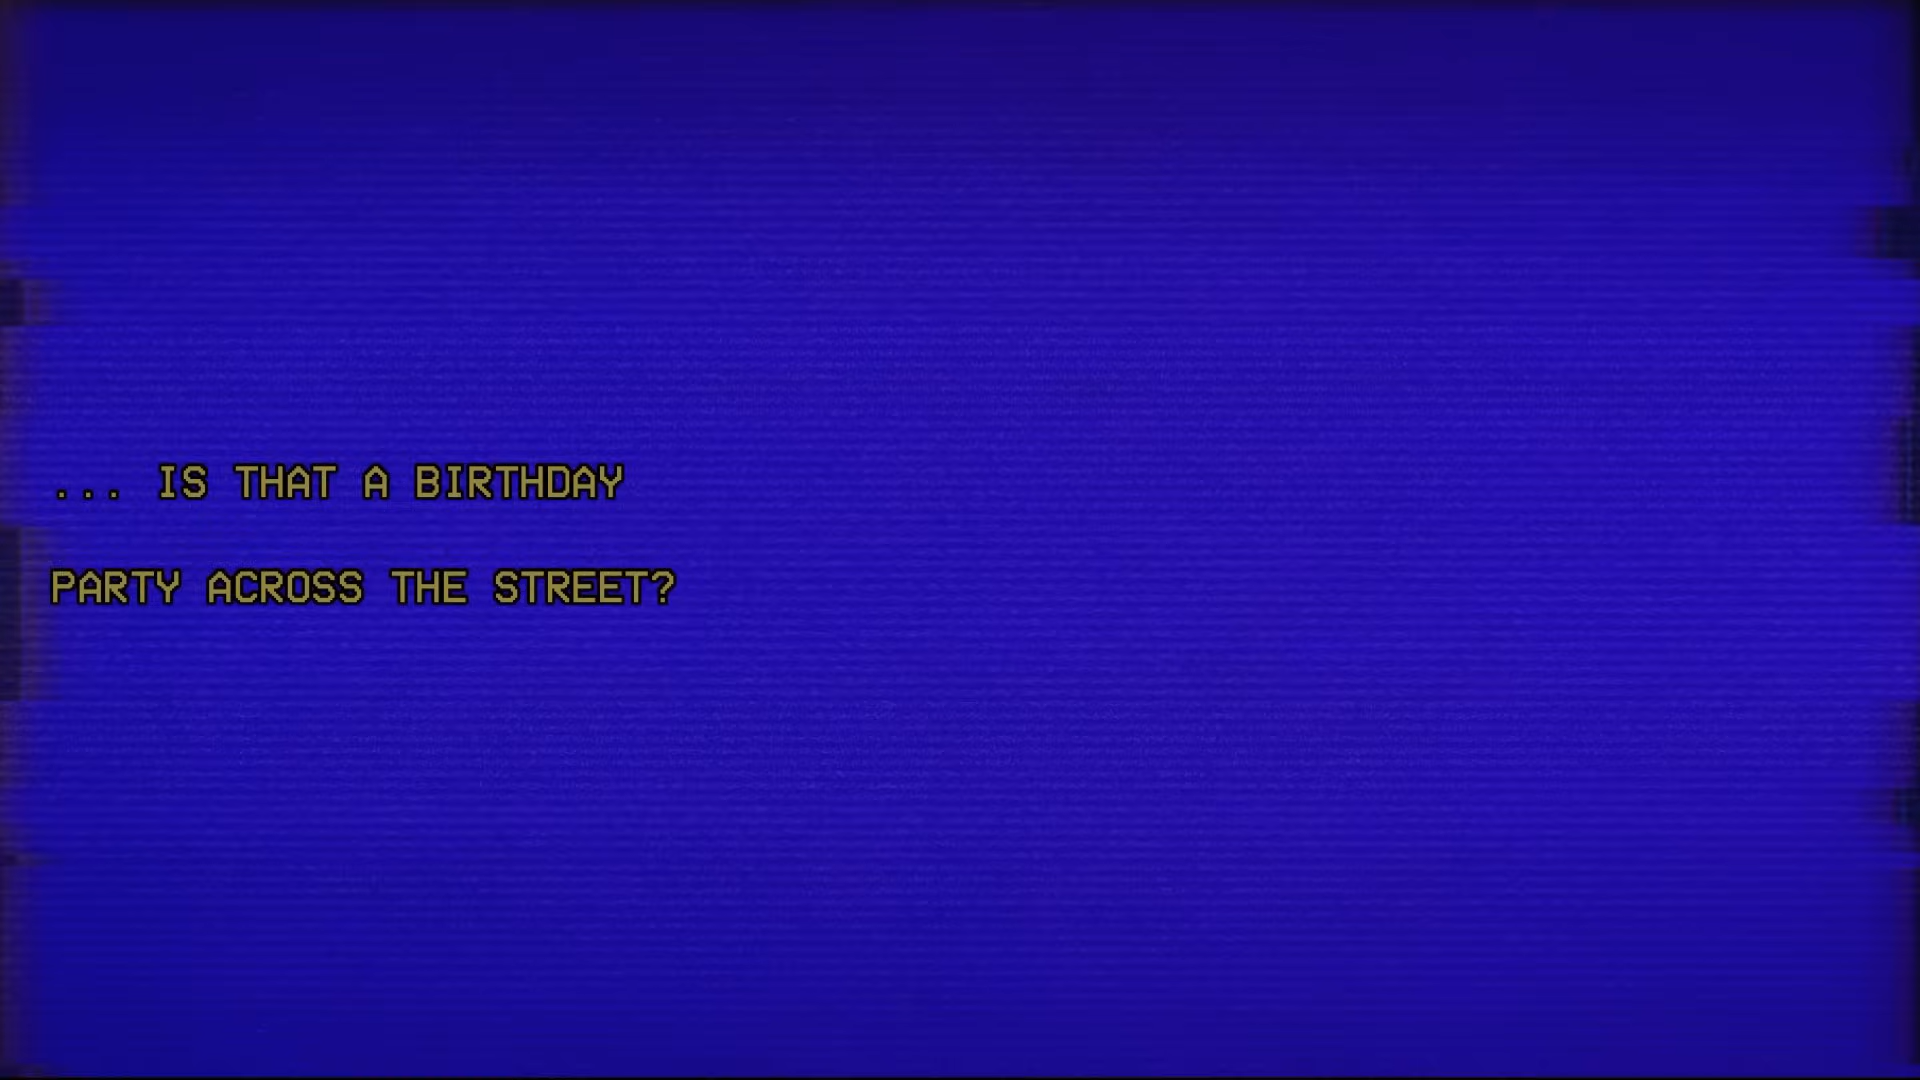 ... IS THAT A BIRTHDAY
PARTY ACROSS THE STREET?